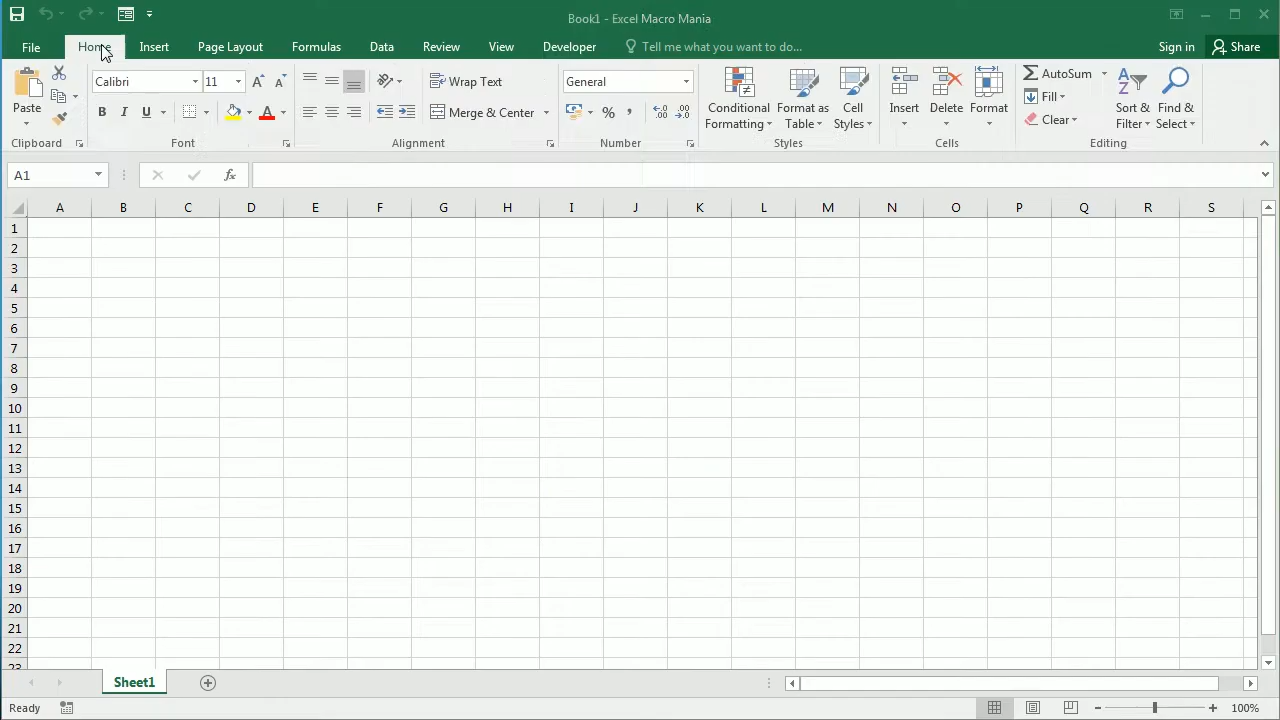 Book1 - Excel Macro Mania
File Home Insert Page Layout Formulas Data Review View Developer Tell me what you want to do... Sign in Share
Calibri 11 Wrap Text General AutoSum
Paste B I U Merge & Center % , Conditional Formatting Format as Table Cell Styles Insert Delete Format Fill Clear Sort & Filter Find & Select
Clipboard Font Alignment Number Styles Cells Editing
A1 fx
A B C D E F G H I J K L M N O P Q R S
1
2
3
4
5
6
7
8
9
10
11
12
13
14
15
16
17
18
19
20
21
22
23
Sheet1
Ready 100%